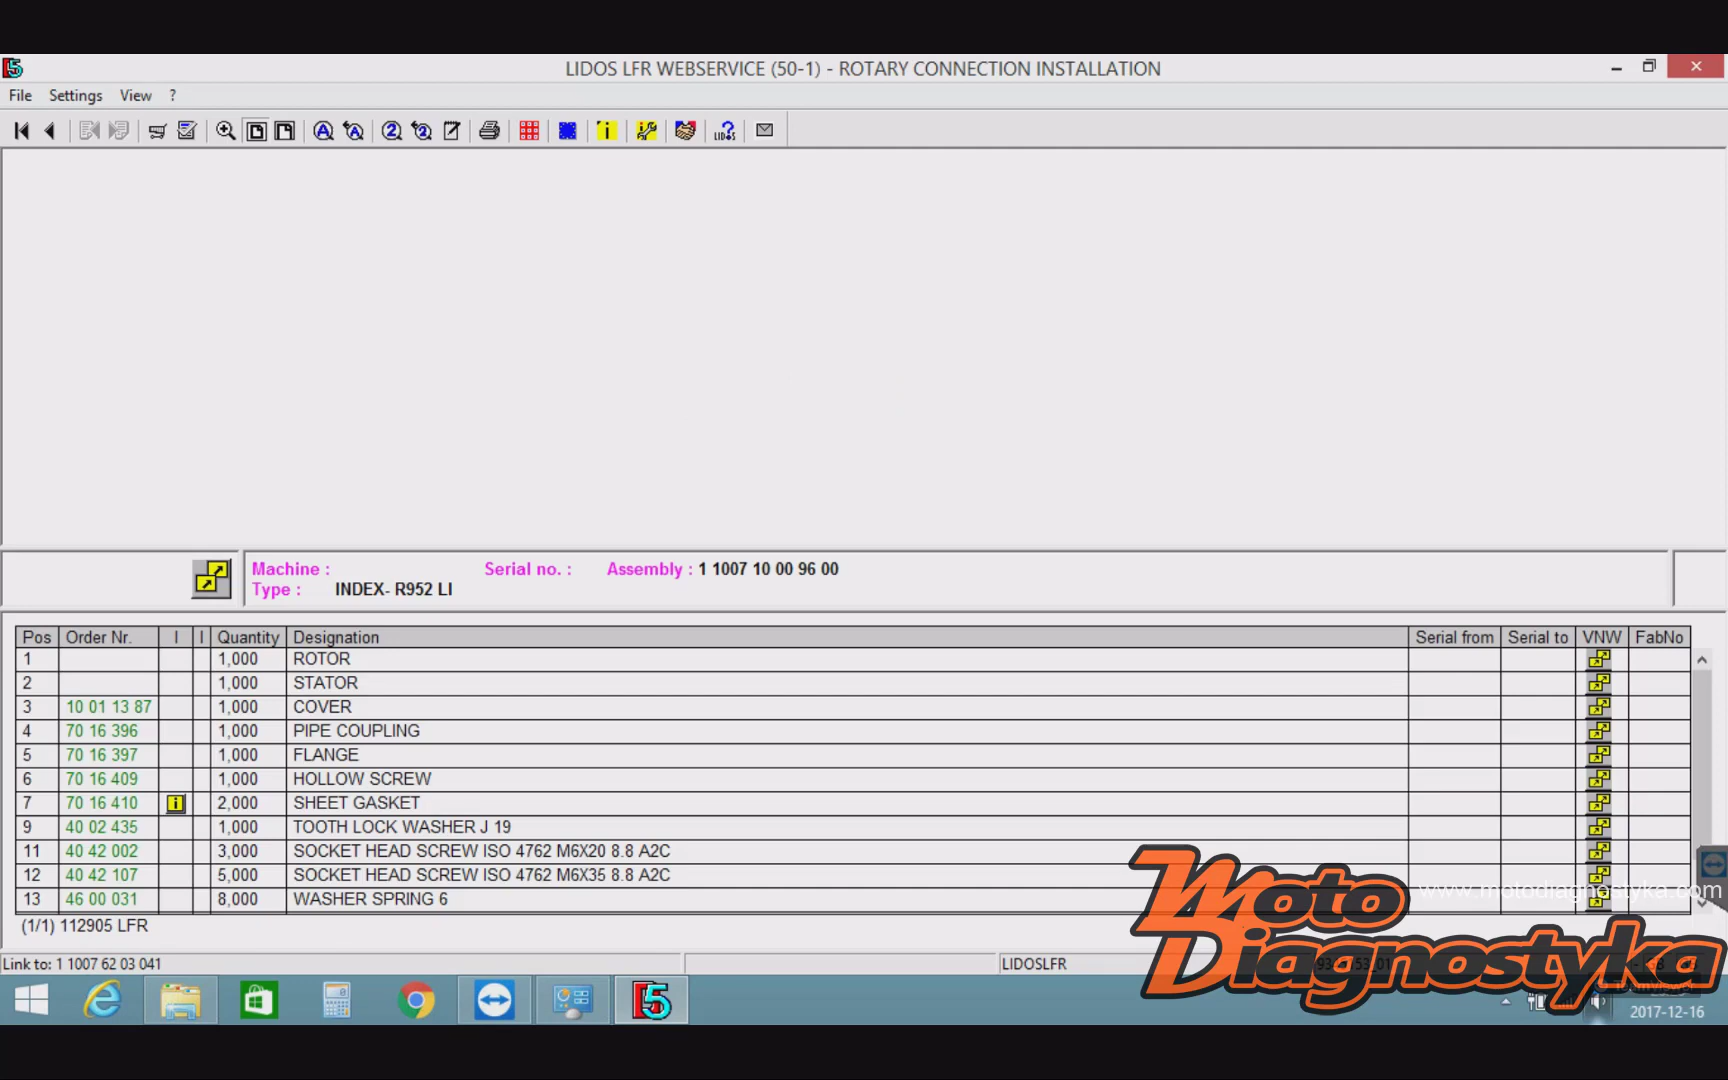 LIDOS LFR WEBSERVICE (50-1) - ROTARY CONNECTION INSTALLATION
File Settings View ?
Machine : Serial no. : Assembly : 1 1007 10 00 96 00
Type : INDEX- R952 LI
Pos Order Nr. I I Quantity Designation Serial from Serial to VNW FabNo
1 1,000 ROTOR
2 1,000 STATOR
3 10 01 13 87 1,000 COVER
4 70 16 396 1,000 PIPE COUPLING
5 70 16 397 1,000 FLANGE
6 70 16 409 1,000 HOLLOW SCREW
7 70 16 410 i 2,000 SHEET GASKET
9 40 02 435 1,000 TOOTH LOCK WASHER J 19
11 40 42 002 3,000 SOCKET HEAD SCREW ISO 4762 M6X20 8.8 A2C
12 40 42 107 5,000 SOCKET HEAD SCREW ISO 4762 M6X35 8.8 A2C
13 46 00 031 8,000 WASHER SPRING 6
(1/1) 112905 LFR
www.motodiagnostyka.com
Moto
Diagnostyka
Link to: 1 1007 62 03 041 LIDOSLFR
2017-12-16